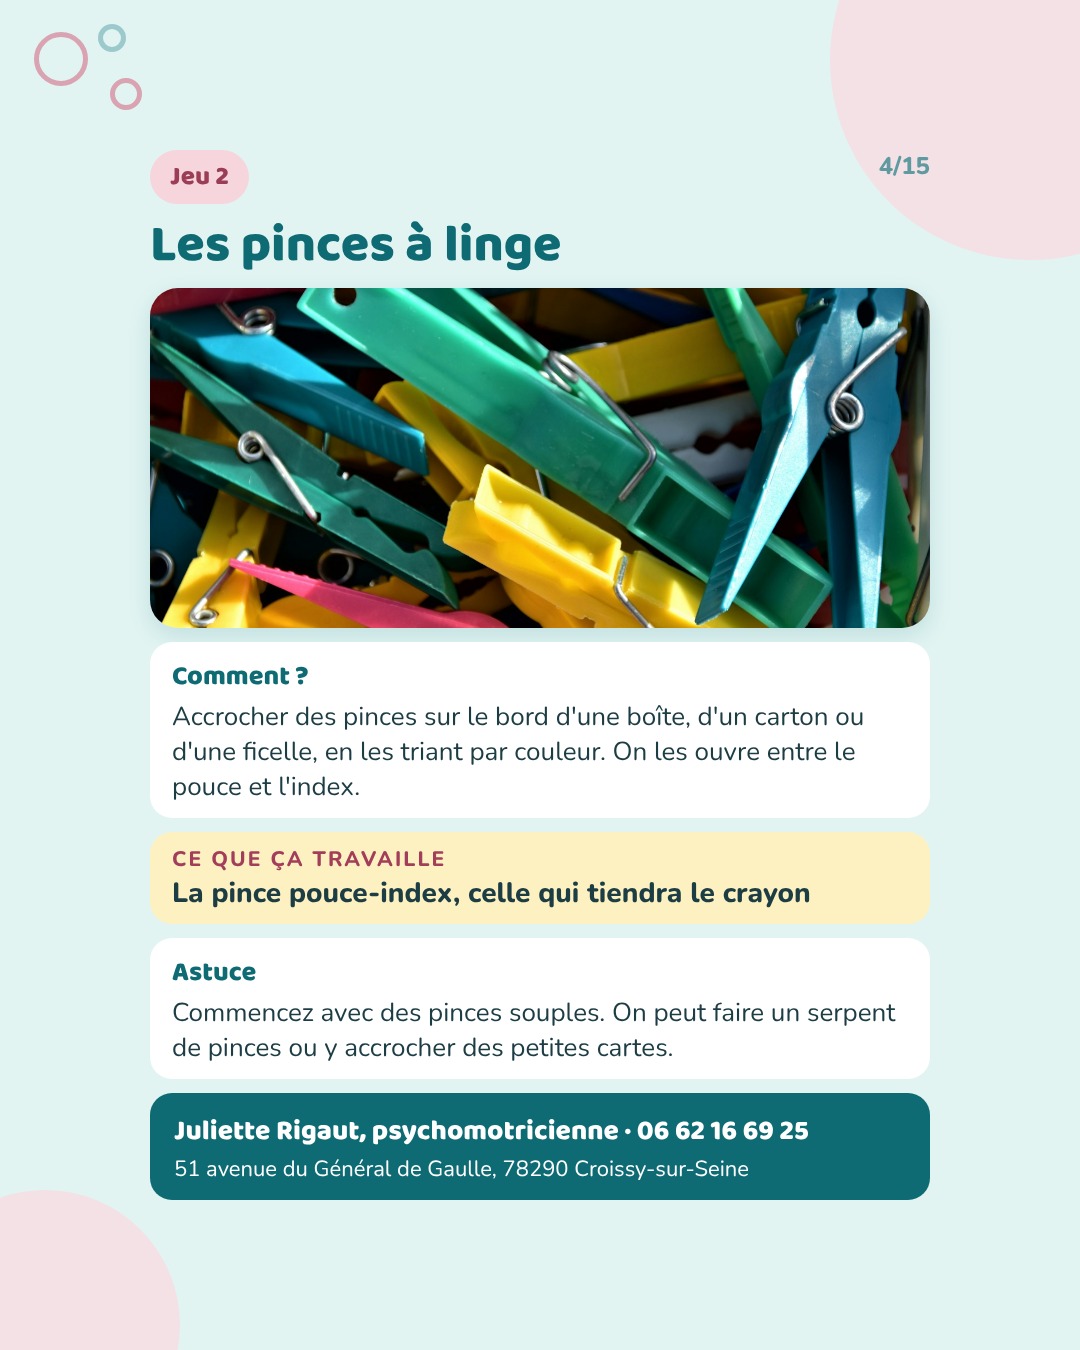 Jeu 2
4/15
Les pinces à linge
Comment ?
Accrocher des pinces sur le bord d'une boîte, d'un carton ou
d'une ficelle, en les triant par couleur. On les ouvre entre le
pouce et l'index.
CE QUE ÇA TRAVAILLE
La pince pouce-index, celle qui tiendra le crayon
Astuce
Commencez avec des pinces souples. On peut faire un serpent
de pinces ou y accrocher des petites cartes.
Juliette Rigaut, psychomotricienne · 06 62 16 69 25
51 avenue du Général de Gaulle, 78290 Croissy-sur-Seine